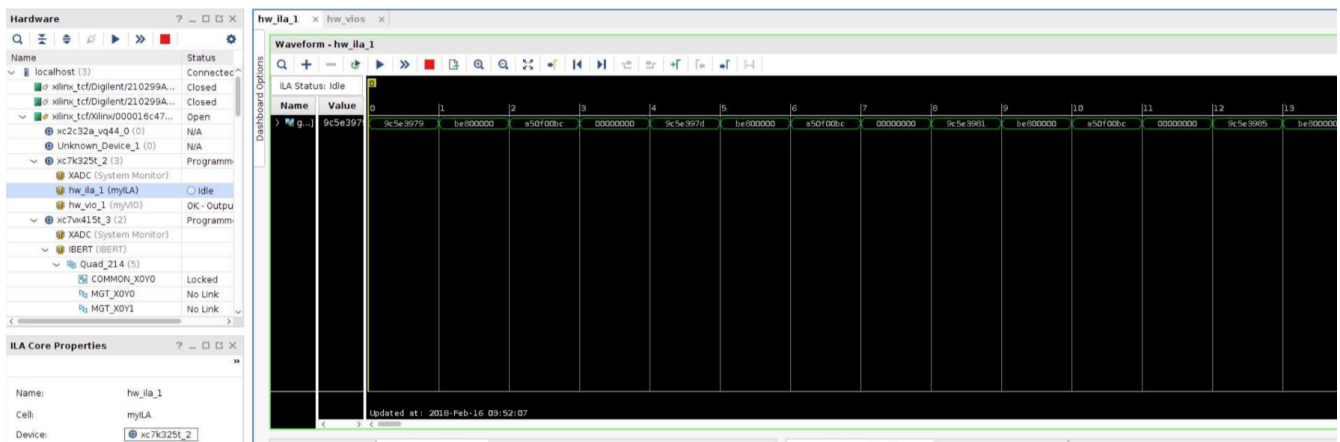 Hardware
Name Status
localhost (3) Connected
xilinx_tcf/Digilent/210299A... Closed
xilinx_tcf/Digilent/210299A... Closed
xilinx_tcf/Xilinx/000016c47... Open
xc2c32a_vq44_0 (0) N/A
Unknown_Device_1 (0) N/A
xc7k325t_2 (3) Programm
XADC (System Monitor)
hw_ila_1 (myILA) Idle
hw_vio_1 (myVIO) OK - Outpu
xc7vx415t_3 (2) Programm
XADC (System Monitor)
IBERT (IBERT)
Quad_214 (5)
COMMON_X0Y0 Locked
MGT_X0Y0 No Link
MGT_X0Y1 No Link
ILA Core Properties
Name: hw_ila_1
Cell: myILA
Device: xc7k325t_2
hw_ila_1 hw_vios
Dashboard Options
Waveform - hw_ila_1
ILA Status: Idle
Name Value 0 1 2 3 4 5 6 7 8 9 10 11 12 13
g...] 9c5e397 9c5e3979 be800000 a50f00bc 00000000 9c5e397d be800000 a50f00bc 00000000 9c5e3981 be800000 a50f00bc 00000000 9c5e3985 be800000
Updated at: 2018-Feb-16 03:52:07